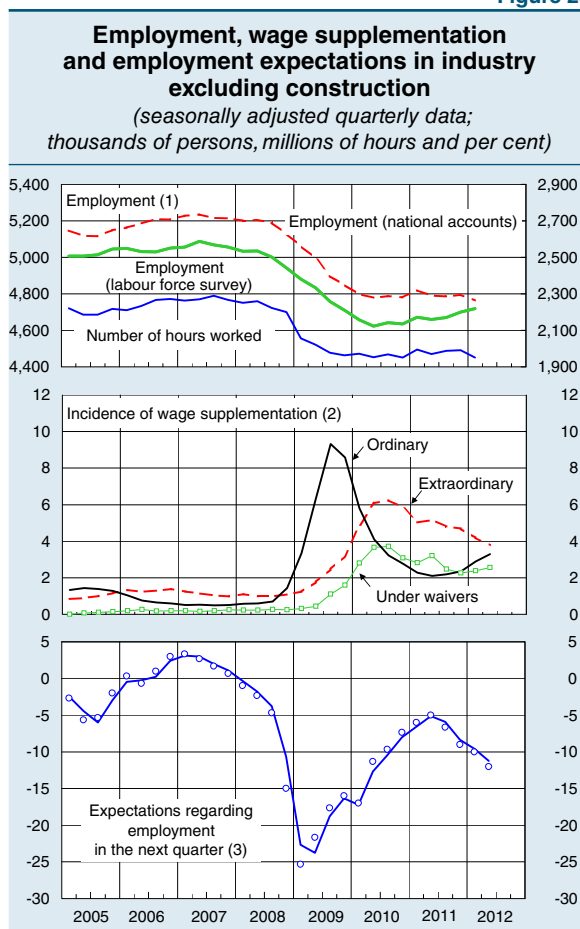 Figure 2
Employment, wage supplementation
and employment expectations in industry
excluding construction
(seasonally adjusted quarterly data;
thousands of persons, millions of hours and per cent)
5,400 2,900
Employment (1)
5,200 2,700
Employment (national accounts)
5,000 2,500
Employment
(labour force survey)
4,800 2,300
Number of hours worked
4,600 2,100
4,400 1,900
12 12
Incidence of wage supplementation (2)
10 10
Ordinary
8 8
Extraordinary
6 6
4 4
2 2
Under waivers
0 0
5 5
0 0
-5 -5
-10 -10
-15 -15
Expectations regarding
employment
in the next quarter (3)
-20 -20
-25 -25
-30 -30
2005 2006 2007 2008 2009 2010 2011 2012